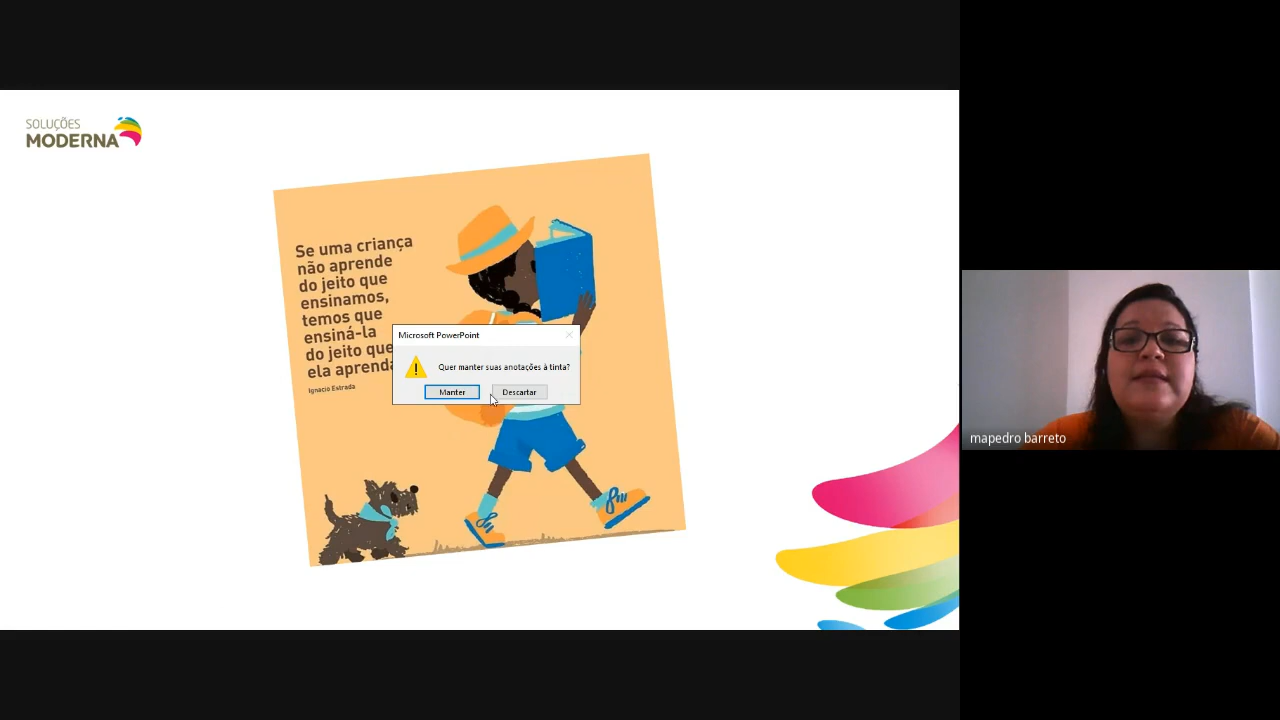 SOLUÇÕES
MODERNA
Se uma criança
não aprende
do jeito que
ensinamos,
temos que
ensiná-la
do jeito que
ela aprenda
Ignacio Estrada
Microsoft PowerPoint
Quer manter suas anotações à tinta?
Manter
Descartar
mapedro barreto